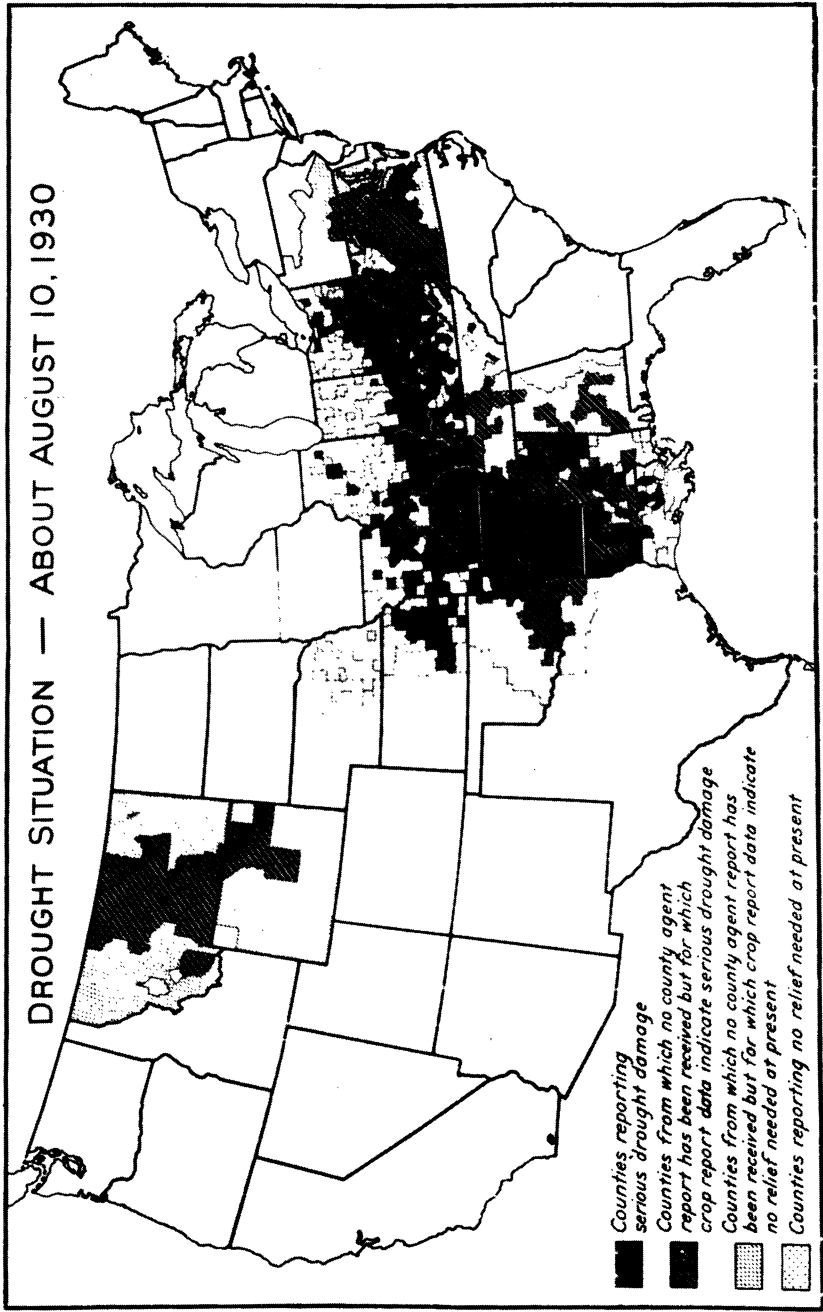 DROUGHT SITUATION — ABOUT AUGUST 10, 1930
Counties reporting
serious drought damage
Counties from which no county agent
report has been received but for which
crop report data indicate serious drought damage
Counties from which no county agent report has
been received but for which crop report data indicate
no relief needed at present
Counties reporting no relief needed at present